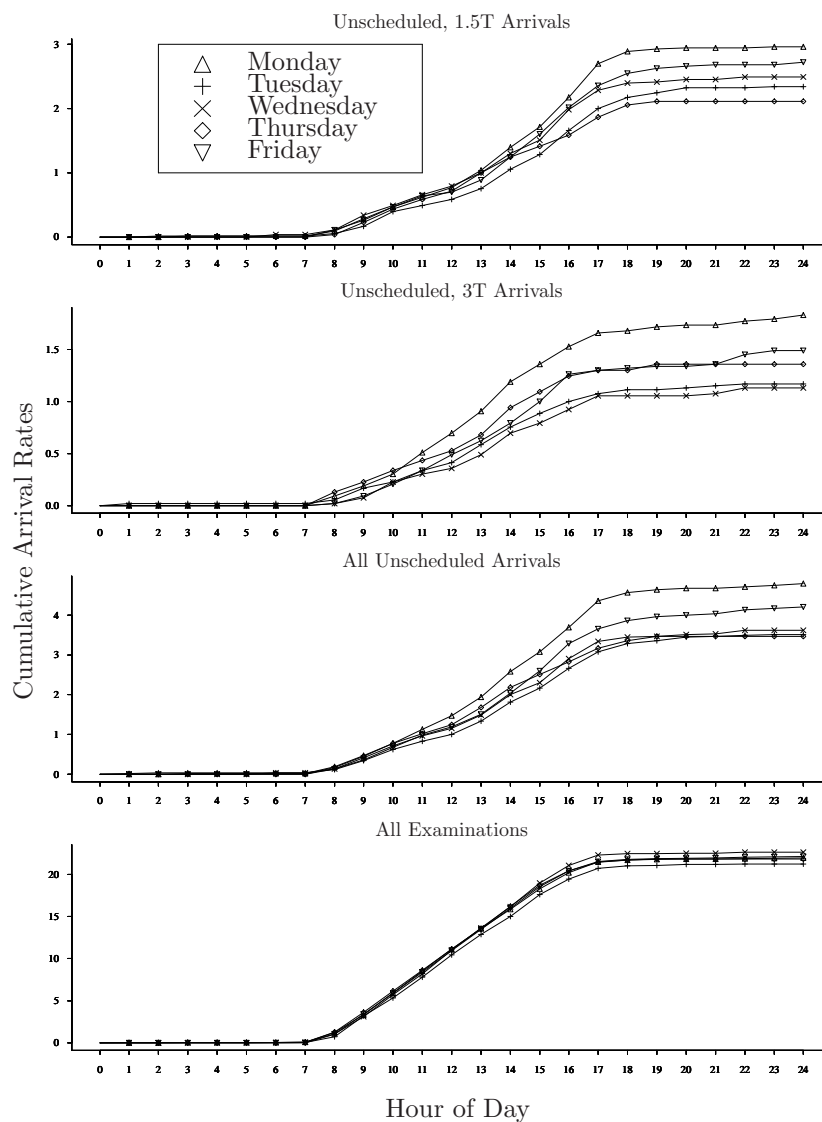 Unscheduled, 1.5T Arrivals
3
2
1
0
Monday
Tuesday
Wednesday
Thursday
Friday
0 1 2 3 4 5 6 7 8 9 10 11 12 13 14 15 16 17 18 19 20 21 22 23 24
Unscheduled, 3T Arrivals
1.5
1.0
0.5
0.0
0 1 2 3 4 5 6 7 8 9 10 11 12 13 14 15 16 17 18 19 20 21 22 23 24
Cumulative Arrival Rates
All Unscheduled Arrivals
4
3
2
1
0
0 1 2 3 4 5 6 7 8 9 10 11 12 13 14 15 16 17 18 19 20 21 22 23 24
All Examinations
20
15
10
5
0
0 1 2 3 4 5 6 7 8 9 10 11 12 13 14 15 16 17 18 19 20 21 22 23 24
Hour of Day